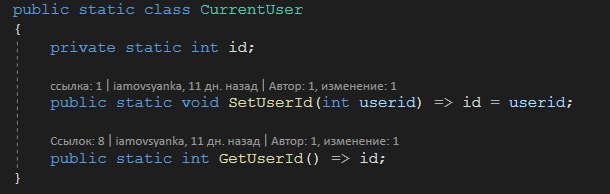 public static class CurrentUser
{
private static int id;
ссылка: 1 | iamovsyanka, 11 дн. назад | Автор: 1, изменение: 1
public static void SetUserId(int userid) => id = userid;
Ссылок: 8 | iamovsyanka, 11 дн. назад | Автор: 1, изменение: 1
public static int GetUserId() => id;
}